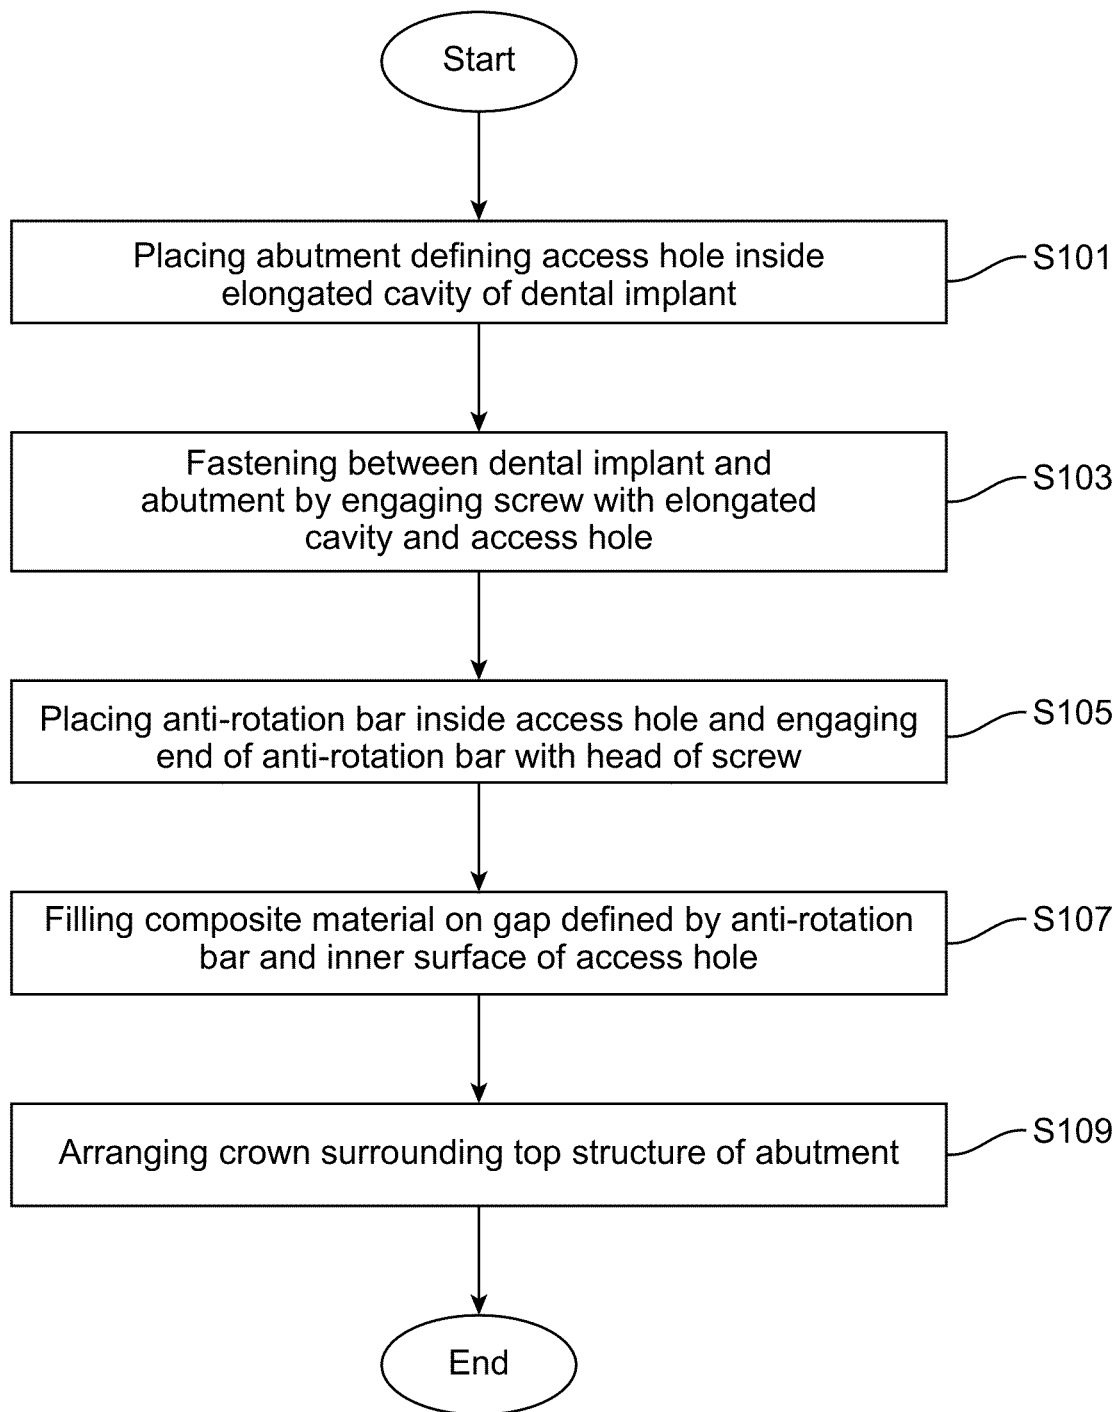 Start
Placing abutment defining access hole inside
elongated cavity of dental implant
S101
Fastening between dental implant and
abutment by engaging screw with elongated
cavity and access hole
S103
Placing anti-rotation bar inside access hole and engaging
end of anti-rotation bar with head of screw
S105
Filling composite material on gap defined by anti-rotation
bar and inner surface of access hole
S107
Arranging crown surrounding top structure of abutment
S109
End